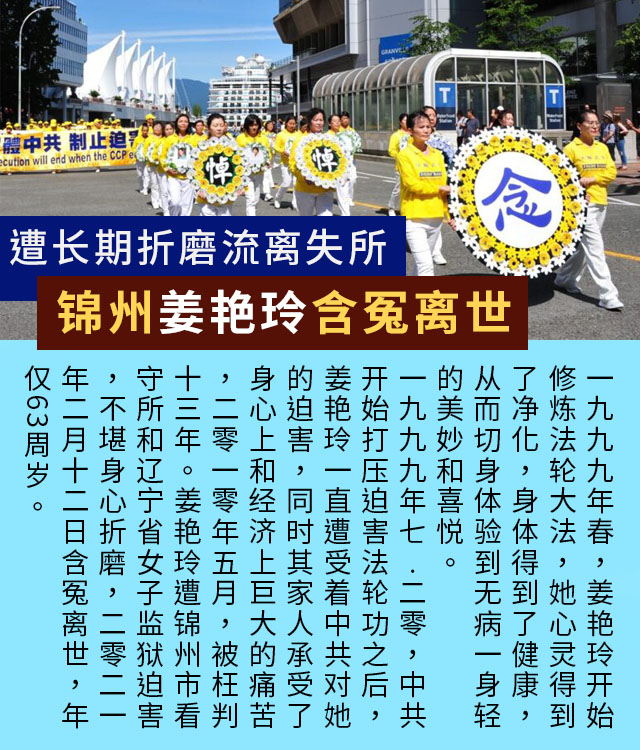 體中共 制止迫
ecution will end when the CCP
悼
悼
念
T
T
Waterfront
Station
遭长期折磨流离失所
锦州姜艳玲含冤离世
一九九九年春，姜艳玲开始
修炼法轮大法，她心灵得到
了净化，身体得到了健康，
从而切身体验到无病一身轻
的美妙和喜悦。
一九九九年七.二零，中共
开始打压迫害法轮功之后，
姜艳玲一直遭受着中共对她
的迫害，同时其家人承受了
身心上和经济上巨大的痛苦
，二零一零年五月，被枉判
十三年。姜艳玲遭锦州市看
守所和辽宁省女子监狱迫害
，不堪身心折磨，二零二一
年二月十二日含冤离世，年
仅63周岁。